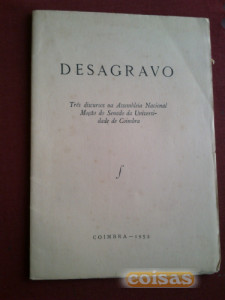 DESAGRAVO
Três discursos na Assembleia Nacional
Moção do Senado da Universi-
dade de Coimbra
f
COIMBRA —
coisas